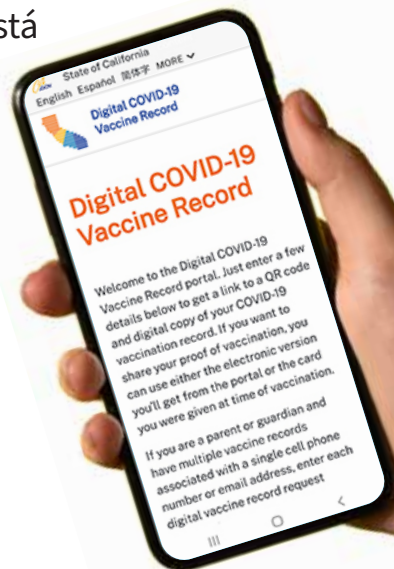 stá
State of California
English Español 简体字 MORE
Digital COVID-19
Vaccine Record
Digital COVID-19
Vaccine Record
Welcome to the Digital COVID-19
Vaccine Record portal. Just enter a few
details below to get a link to a QR code
and digital copy of your COVID-19
vaccination record. If you want to
share your proof of vaccination, you
can use either the electronic version
you'll get from the portal or the card
you were given at time of vaccination.
If you are a parent or guardian and
have multiple vaccine records
associated with a single cell phone
number or email address, enter each
digital vaccine record request